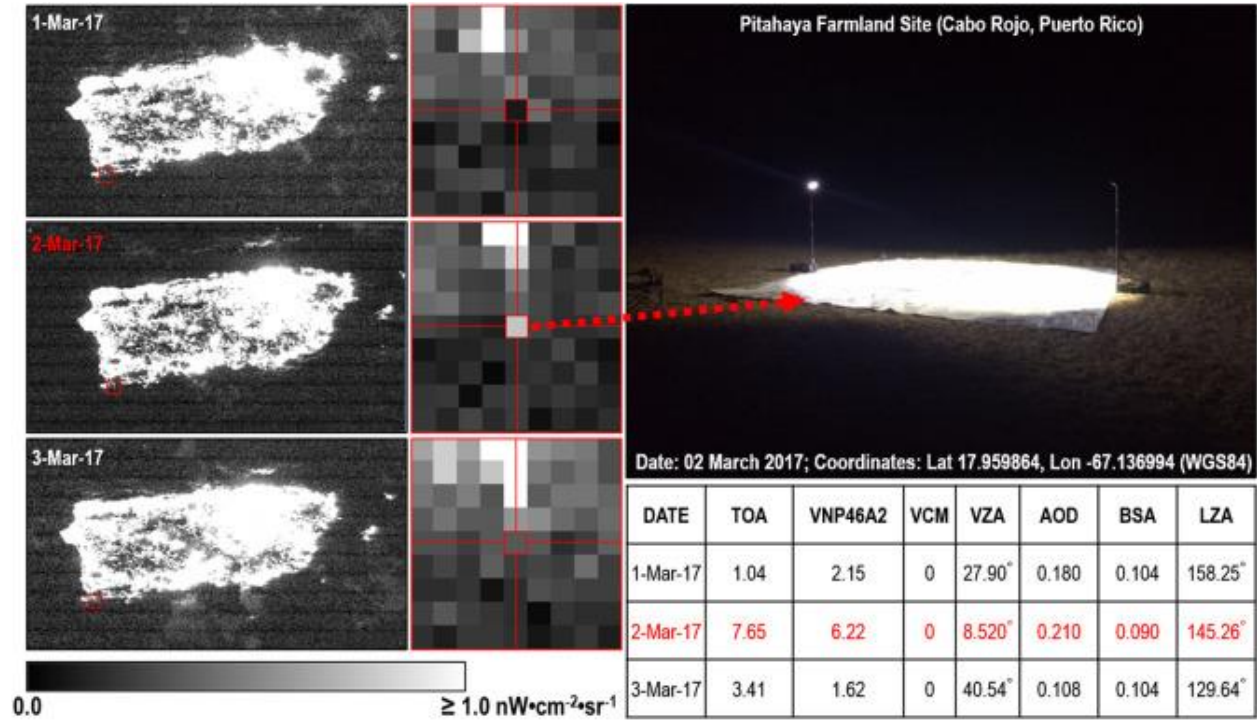 1-Mar-17
2-Mar-17
3-Mar-17
0.0
≥ 1.0 nW•cm-2•sr-1
Pitahaya Farmland Site (Cabo Rojo, Puerto Rico)
Date: 02 March 2017; Coordinates: Lat 17.959864, Lon -67.136994 (WGS84)
DATE TOA VNP46A2 VCM VZA AOD BSA LZA
1-Mar-17 1.04 2.15 0 27.90° 0.180 0.104 158.25°
2-Mar-17 7.65 6.22 0 8.520° 0.210 0.090 145.26°
3-Mar-17 3.41 1.62 0 40.54° 0.108 0.104 129.64°